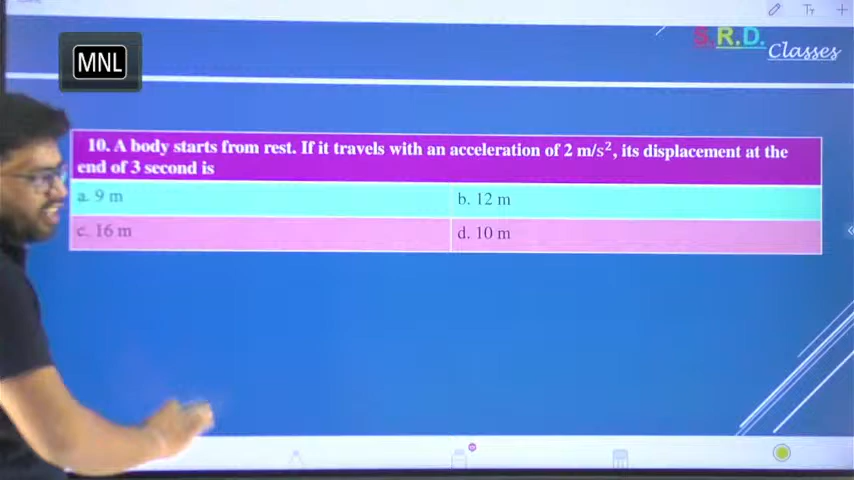 MNL
S.R.D.
Classes
10. A body starts from rest. If it travels with an acceleration of 2 m/s², its displacement at the
end of 3 second is
a. 9 m
b. 12 m
c. 16 m
d. 10 m